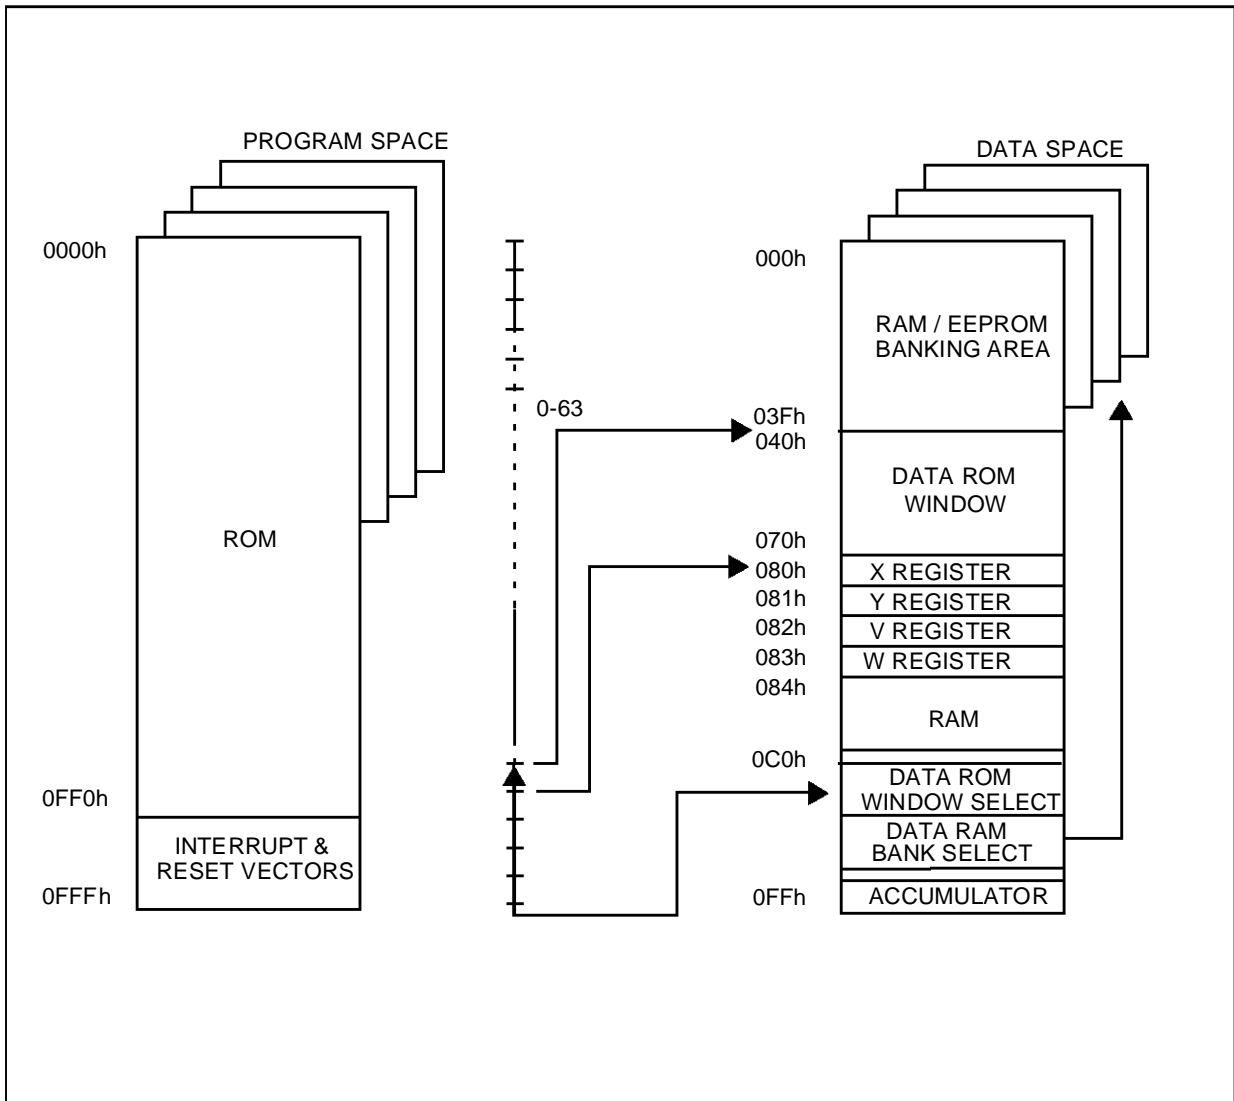 PROGRAM SPACE
0000h
ROM
0FF0h
INTERRUPT &
RESET VECTORS
0FFFh
0-63
DATA SPACE
000h
RAM / EEPROM
BANKING AREA
03Fh
040h
DATA ROM
WINDOW
070h
080h
X REGISTER
081h
Y REGISTER
082h
V REGISTER
083h
W REGISTER
084h
RAM
0C0h
DATA ROM
WINDOW SELECT
DATA RAM
BANK SELECT
0FFh
ACCUMULATOR